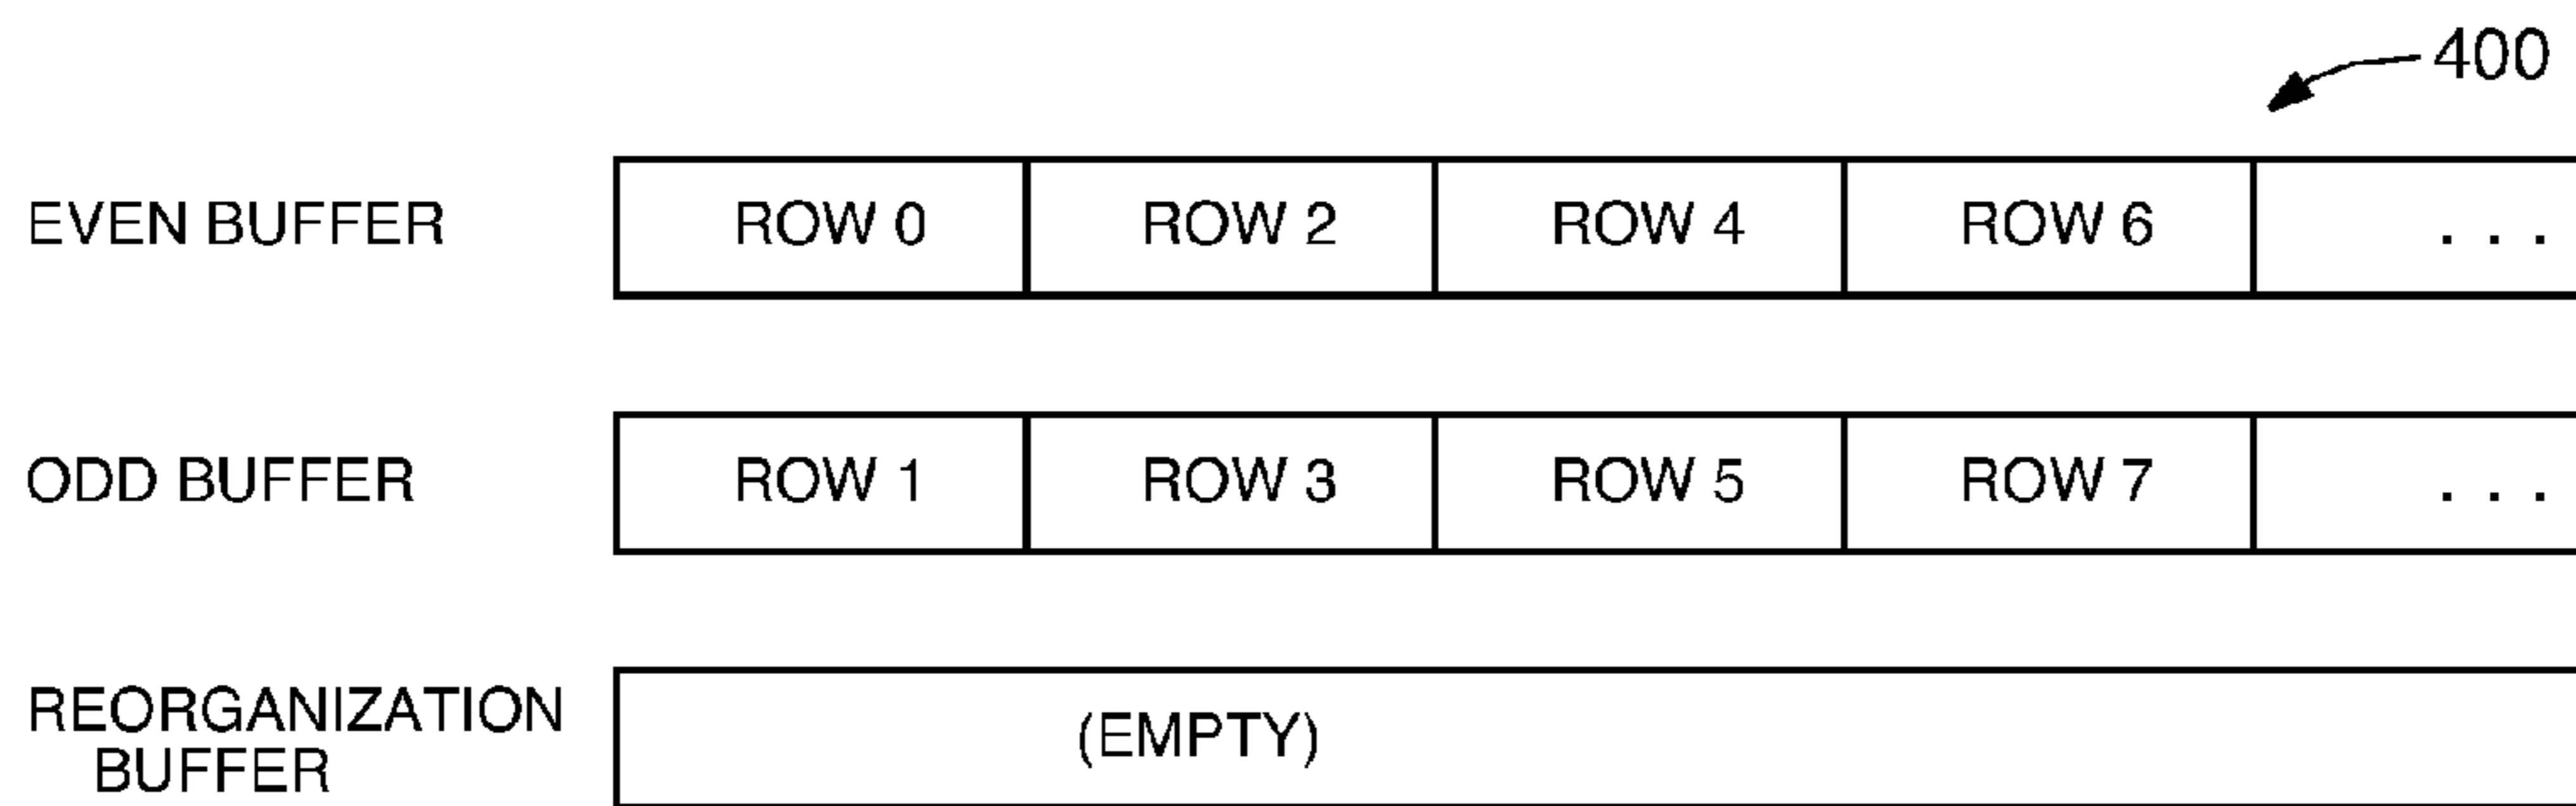 400
EVEN BUFFER ROW 0 ROW 2 ROW 4 ROW 6 . . .
ODD BUFFER ROW 1 ROW 3 ROW 5 ROW 7 . . .
REORGANIZATION
BUFFER
(EMPTY)